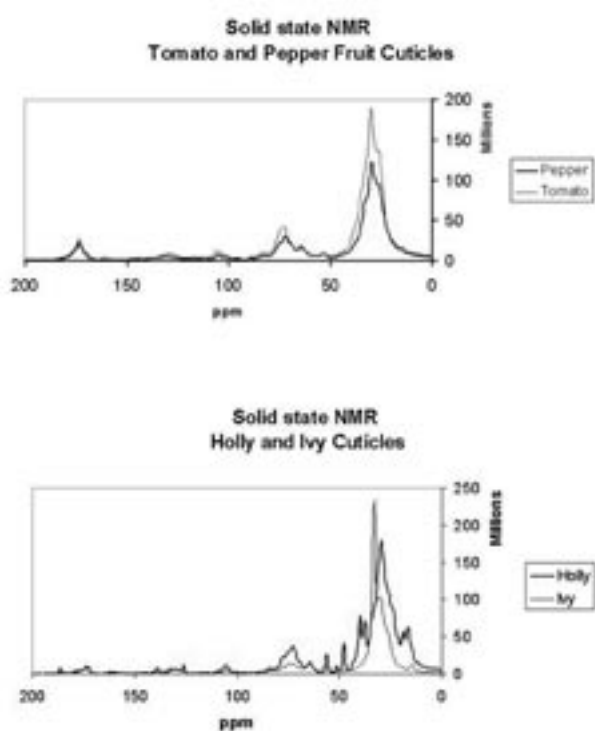 Solid state NMR
Tomato and Pepper Fruit Cuticles
200
150
100
50
0
Millions
Pepper
Tomato
200 150 100 50 0
ppm
Solid state NMR
Holly and Ivy Cuticles
250
200
150
100
50
0
Millions
Holly
Ivy
200 150 100 50 0
ppm